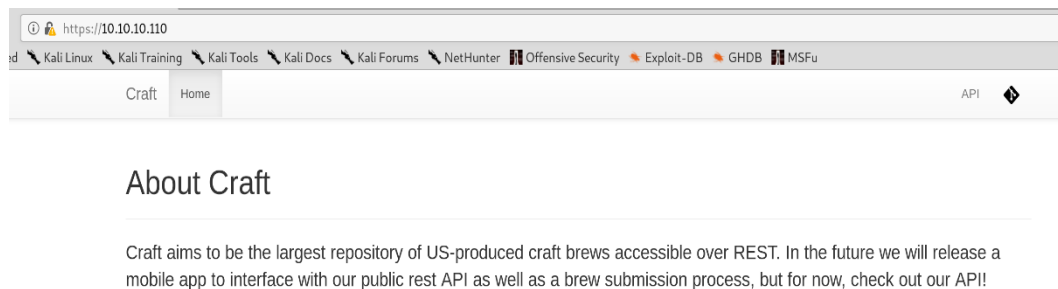 https://10.10.10.110
ed Kali Linux Kali Training Kali Tools Kali Docs Kali Forums NetHunter Offensive Security Exploit-DB GHDB MSFu
Craft Home API
About Craft
Craft aims to be the largest repository of US-produced craft brews accessible over REST. In the future we will release a
mobile app to interface with our public rest API as well as a brew submission process, but for now, check out our API!